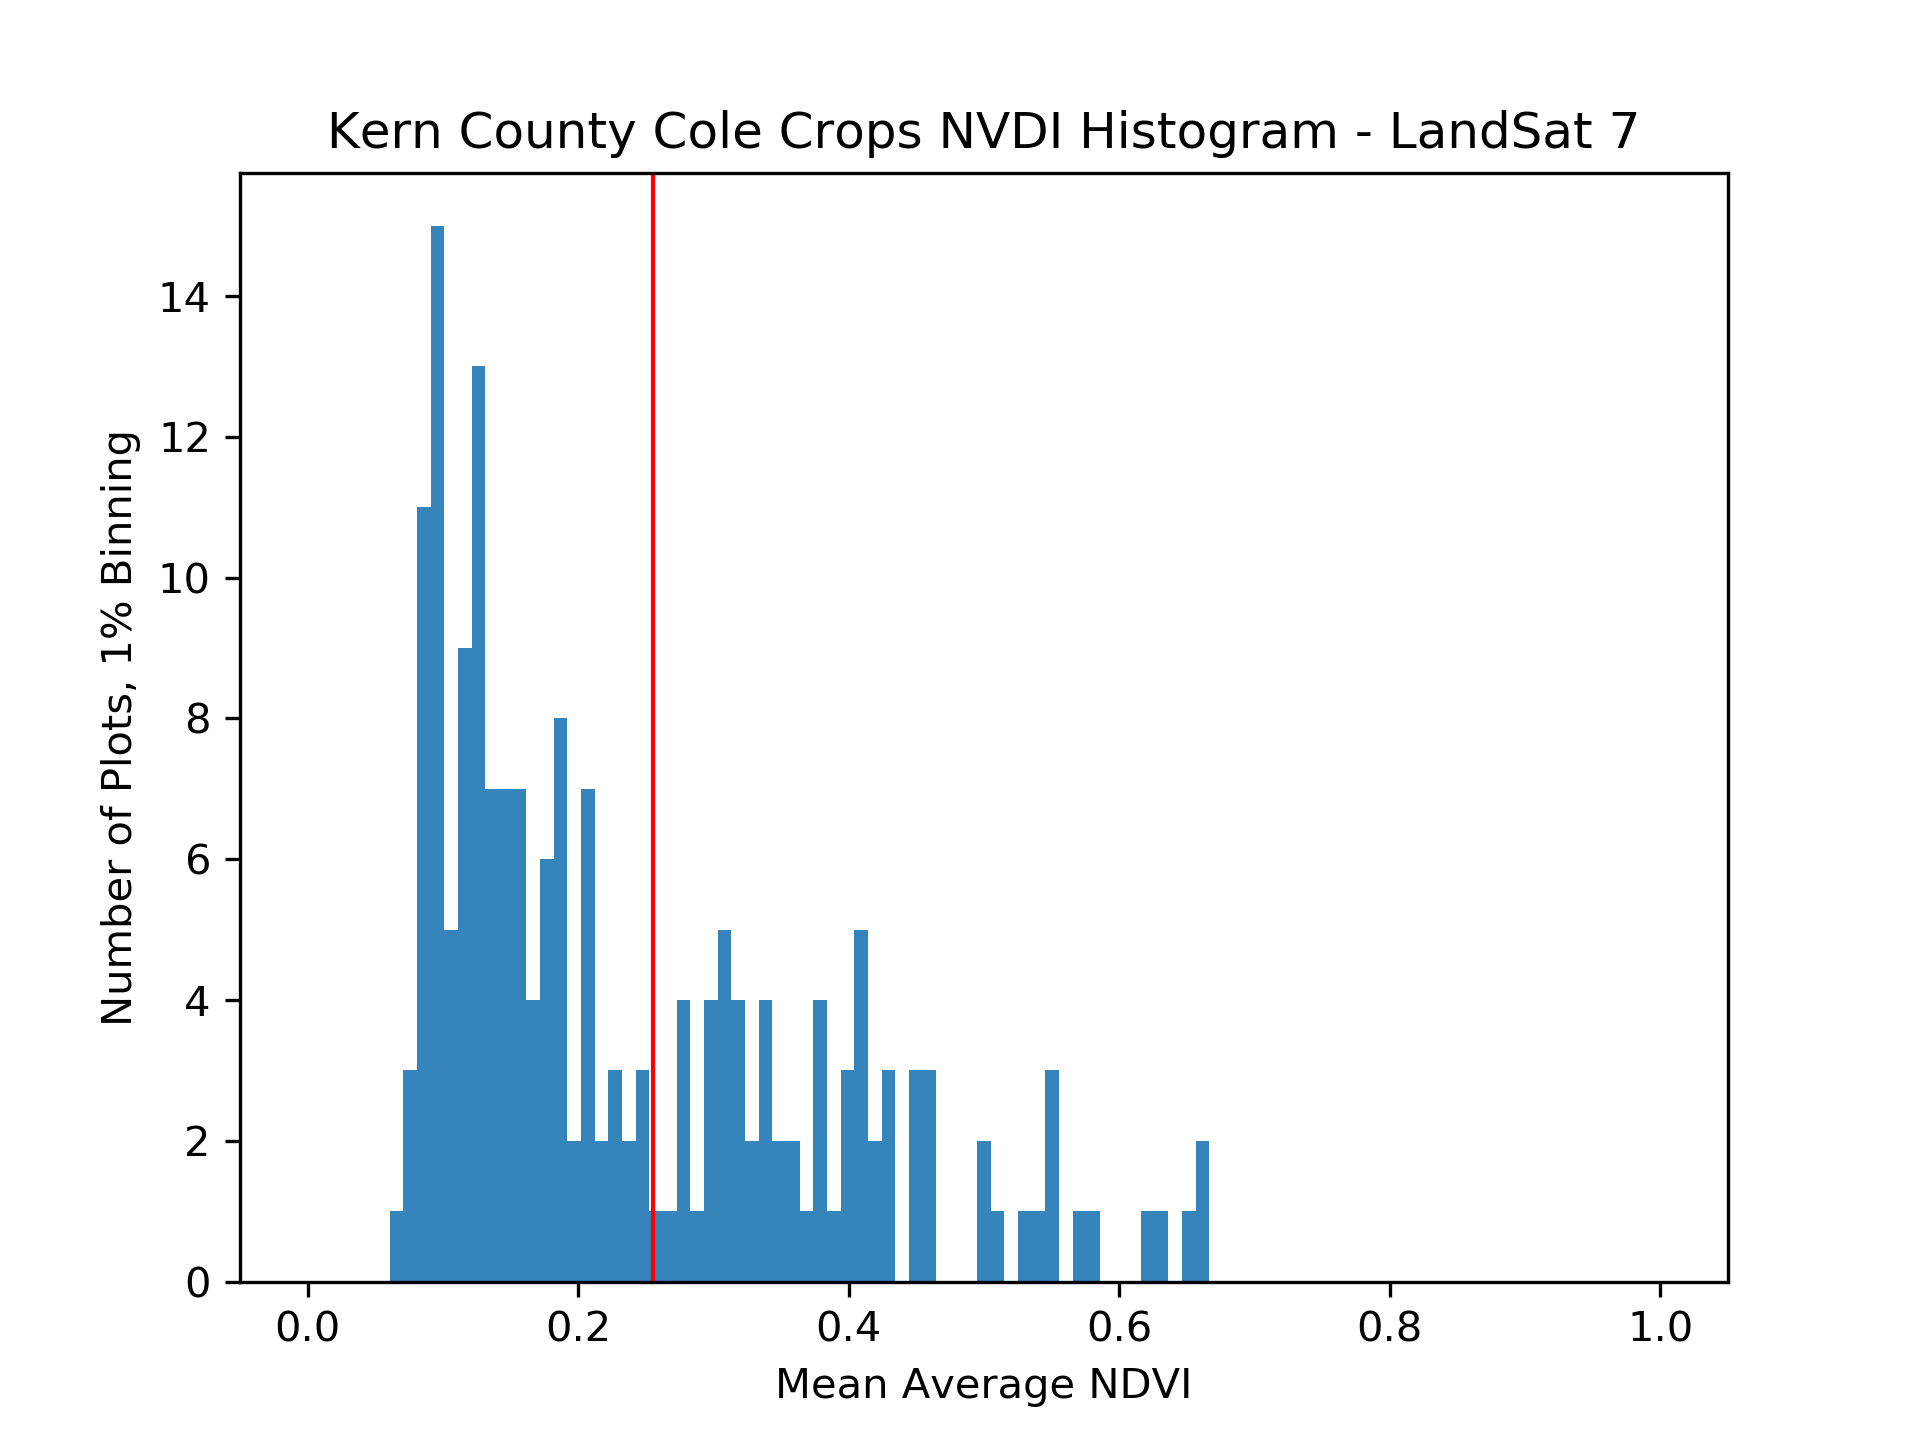 Kern County Cole Crops NVDI Histogram - LandSat 7
14
12
10
8
6
4
2
0
Number of Plots, 1% Binning
0.0 0.2 0.4 0.6 0.8 1.0
Mean Average NDVI